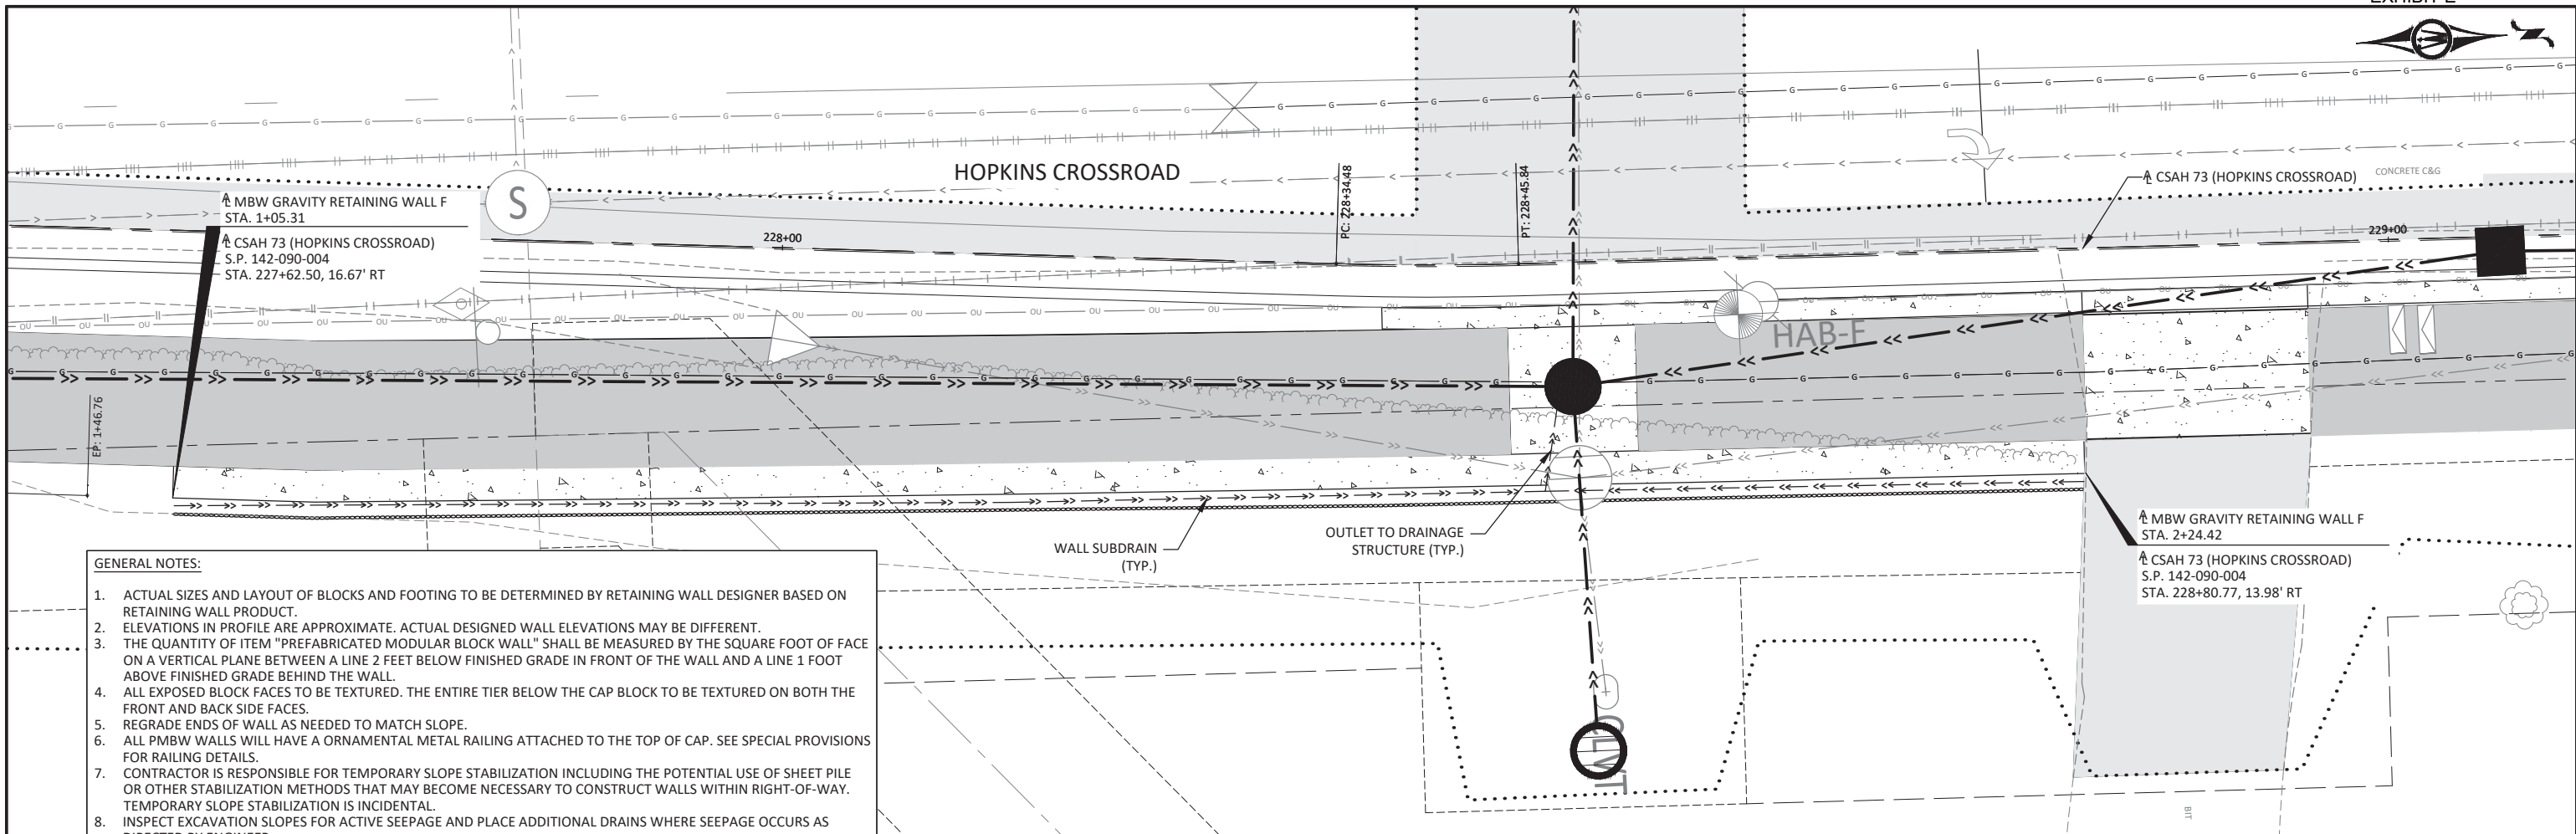 HOPKINS CROSSROAD
℄ MBW GRAVITY RETAINING WALL F
STA. 1+05.31
℄ CSAH 73 (HOPKINS CROSSROAD)
S.P. 142-090-004
STA. 227+62.50, 16.67' RT
S
228+00
PC: 228+34.48
PT: 228+45.84
℄ CSAH 73 (HOPKINS CROSSROAD)
CONCRETE C&G
229+00
HAB-F
EP: 1+46.76
WALL SUBDRAIN
(TYP.)
OUTLET TO DRAINAGE
STRUCTURE (TYP.)
℄ MBW GRAVITY RETAINING WALL F
STA. 2+24.42
℄ CSAH 73 (HOPKINS CROSSROAD)
S.P. 142-090-004
STA. 228+80.77, 13.98' RT
CLVT
BIT
GENERAL NOTES:
1. ACTUAL SIZES AND LAYOUT OF BLOCKS AND FOOTING TO BE DETERMINED BY RETAINING WALL DESIGNER BASED ON
RETAINING WALL PRODUCT.
2. ELEVATIONS IN PROFILE ARE APPROXIMATE. ACTUAL DESIGNED WALL ELEVATIONS MAY BE DIFFERENT.
3. THE QUANTITY OF ITEM "PREFABRICATED MODULAR BLOCK WALL" SHALL BE MEASURED BY THE SQUARE FOOT OF FACE
ON A VERTICAL PLANE BETWEEN A LINE 2 FEET BELOW FINISHED GRADE IN FRONT OF THE WALL AND A LINE 1 FOOT
ABOVE FINISHED GRADE BEHIND THE WALL.
4. ALL EXPOSED BLOCK FACES TO BE TEXTURED. THE ENTIRE TIER BELOW THE CAP BLOCK TO BE TEXTURED ON BOTH THE
FRONT AND BACK SIDE FACES.
5. REGRADE ENDS OF WALL AS NEEDED TO MATCH SLOPE.
6. ALL PMBW WALLS WILL HAVE A ORNAMENTAL METAL RAILING ATTACHED TO THE TOP OF CAP. SEE SPECIAL PROVISIONS
FOR RAILING DETAILS.
7. CONTRACTOR IS RESPONSIBLE FOR TEMPORARY SLOPE STABILIZATION INCLUDING THE POTENTIAL USE OF SHEET PILE
OR OTHER STABILIZATION METHODS THAT MAY BECOME NECESSARY TO CONSTRUCT WALLS WITHIN RIGHT-OF-WAY.
TEMPORARY SLOPE STABILIZATION IS INCIDENTAL.
8. INSPECT EXCAVATION SLOPES FOR ACTIVE SEEPAGE AND PLACE ADDITIONAL DRAINS WHERE SEEPAGE OCCURS AS